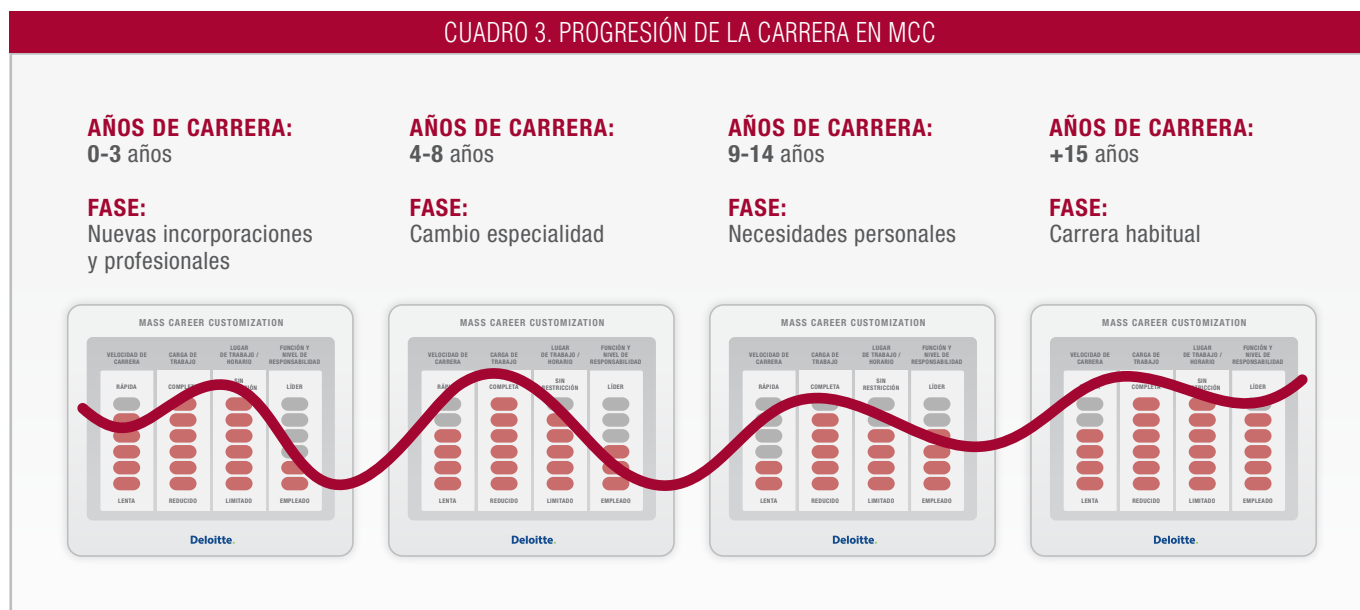 CUADRO 3. PROGRESIÓN DE LA CARRERA EN MCC
AÑOS DE CARRERA:
0-3 años
FASE:
Nuevas incorporaciones
y profesionales
AÑOS DE CARRERA:
4-8 años
FASE:
Cambio especialidad
AÑOS DE CARRERA:
9-14 años
FASE:
Necesidades personales
AÑOS DE CARRERA:
+15 años
FASE:
Carrera habitual
MASS CAREER CUSTOMIZATION
VELOCIDAD DE
CARRERA
CARGA DE
TRABAJO
LUGAR
DE TRABAJO /
HORARIO
FUNCIÓN Y
NIVEL DE
RESPONSABILIDAD
RÁPIDA
COMPLETA
SIN
RESTRICCIÓN
LÍDER
LENTA
REDUCIDO
LIMITADO
EMPLEADO
Deloitte.
MASS CAREER CUSTOMIZATION
VELOCIDAD DE
CARRERA
CARGA DE
TRABAJO
LUGAR
DE TRABAJO /
HORARIO
FUNCIÓN Y
NIVEL DE
RESPONSABILIDAD
RÁPIDA
COMPLETA
SIN
RESTRICCIÓN
LÍDER
LENTA
REDUCIDO
LIMITADO
EMPLEADO
Deloitte.
MASS CAREER CUSTOMIZATION
VELOCIDAD DE
CARRERA
CARGA DE
TRABAJO
LUGAR
DE TRABAJO /
HORARIO
FUNCIÓN Y
NIVEL DE
RESPONSABILIDAD
RÁPIDA
COMPLETA
SIN
RESTRICCIÓN
LÍDER
LENTA
REDUCIDO
LIMITADO
EMPLEADO
Deloitte.
MASS CAREER CUSTOMIZATION
VELOCIDAD DE
CARRERA
CARGA DE
TRABAJO
LUGAR
DE TRABAJO /
HORARIO
FUNCIÓN Y
NIVEL DE
RESPONSABILIDAD
RÁPIDA
COMPLETA
SIN
RESTRICCIÓN
LÍDER
LENTA
REDUCIDO
LIMITADO
EMPLEADO
Deloitte.